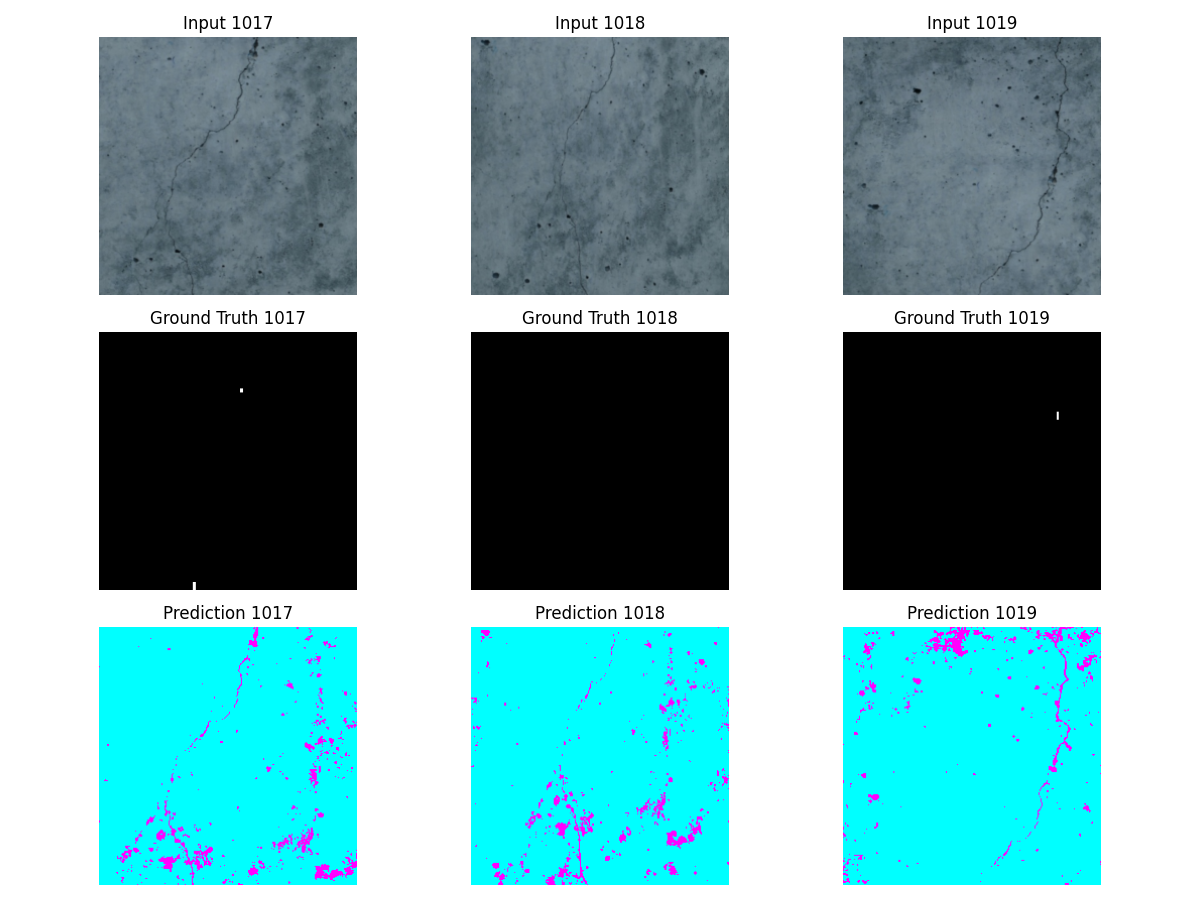 Input 1017
Input 1018
Input 1019
Ground Truth 1017
Ground Truth 1018
Ground Truth 1019
Prediction 1017
Prediction 1018
Prediction 1019